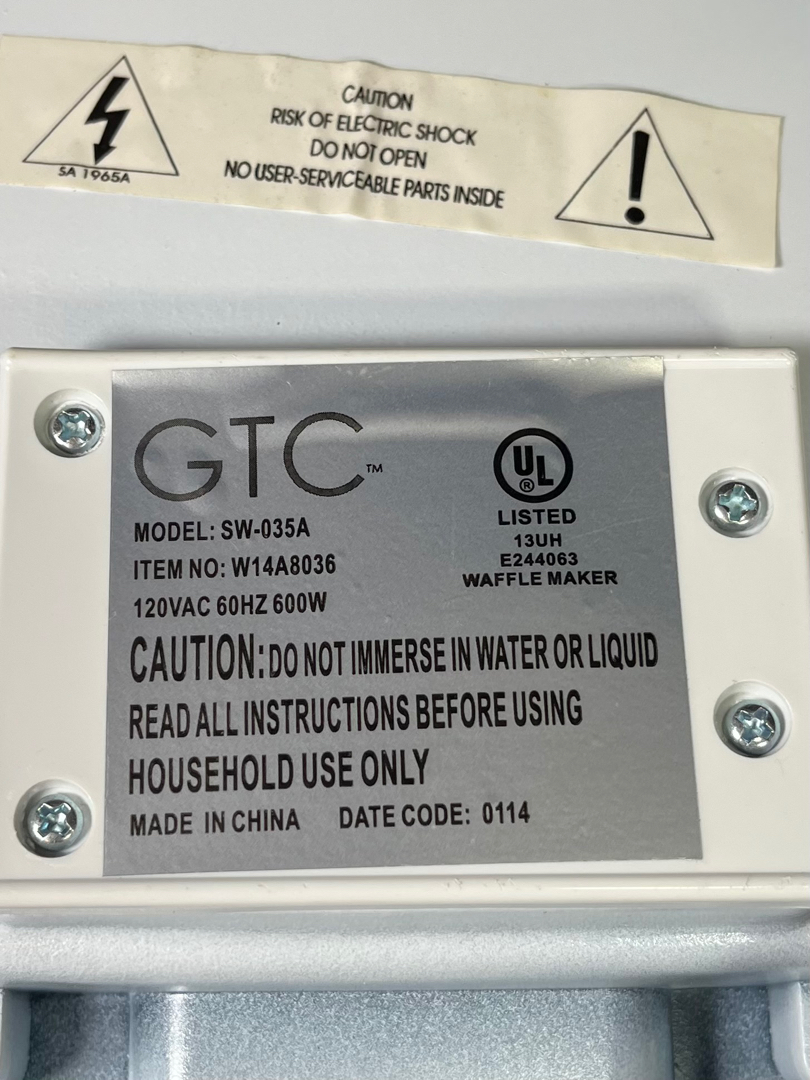 CAUTION
RISK OF ELECTRIC SHOCK
DO NOT OPEN
NO USER-SERVICEABLE PARTS INSIDE
SA 1965A
GTC™
MODEL: SW-035A
ITEM NO: W14A8036
120VAC 60HZ 600W
UL®
LISTED
13UH
E244063
WAFFLE MAKER
CAUTION: DO NOT IMMERSE IN WATER OR LIQUID
READ ALL INSTRUCTIONS BEFORE USING
HOUSEHOLD USE ONLY
MADE IN CHINA DATE CODE: 0114